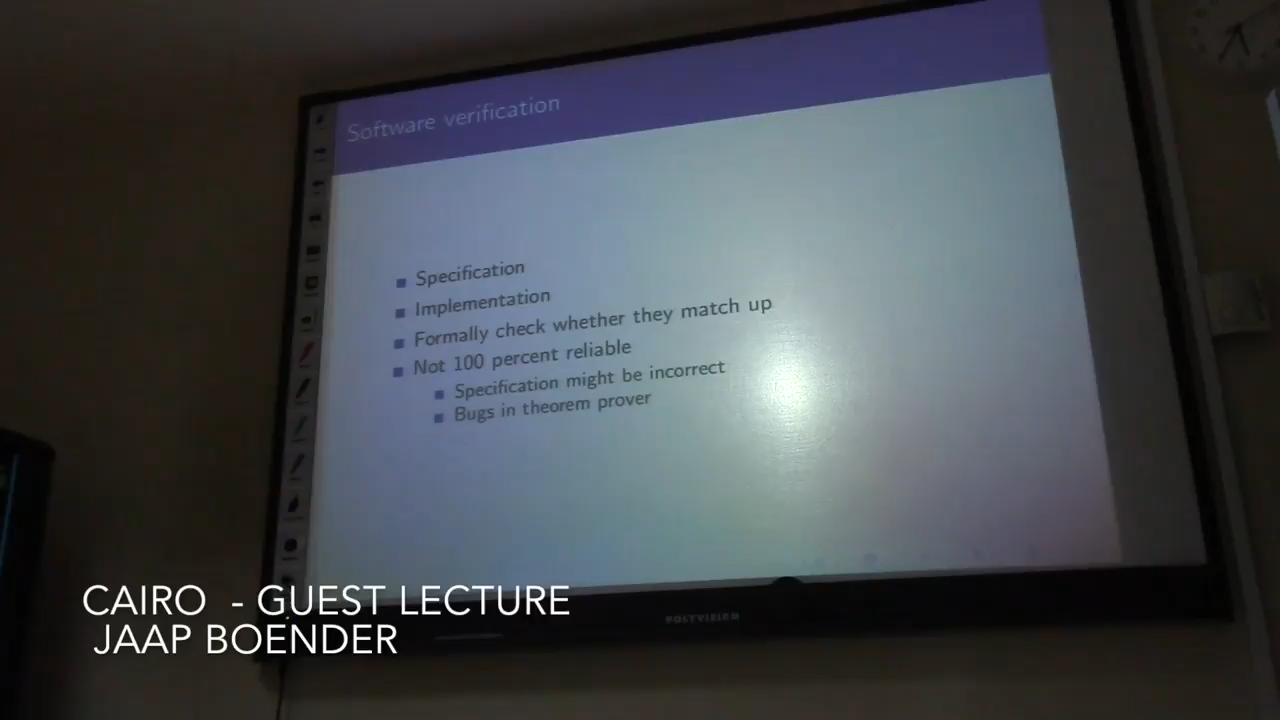 Software verification
Specification
Implementation
Formally check whether they match up
Not 100 percent reliable
Specification might be incorrect
Bugs in theorem prover
POLYVISION
CAIRO - GUEST LECTURE
JAAP BOENDER